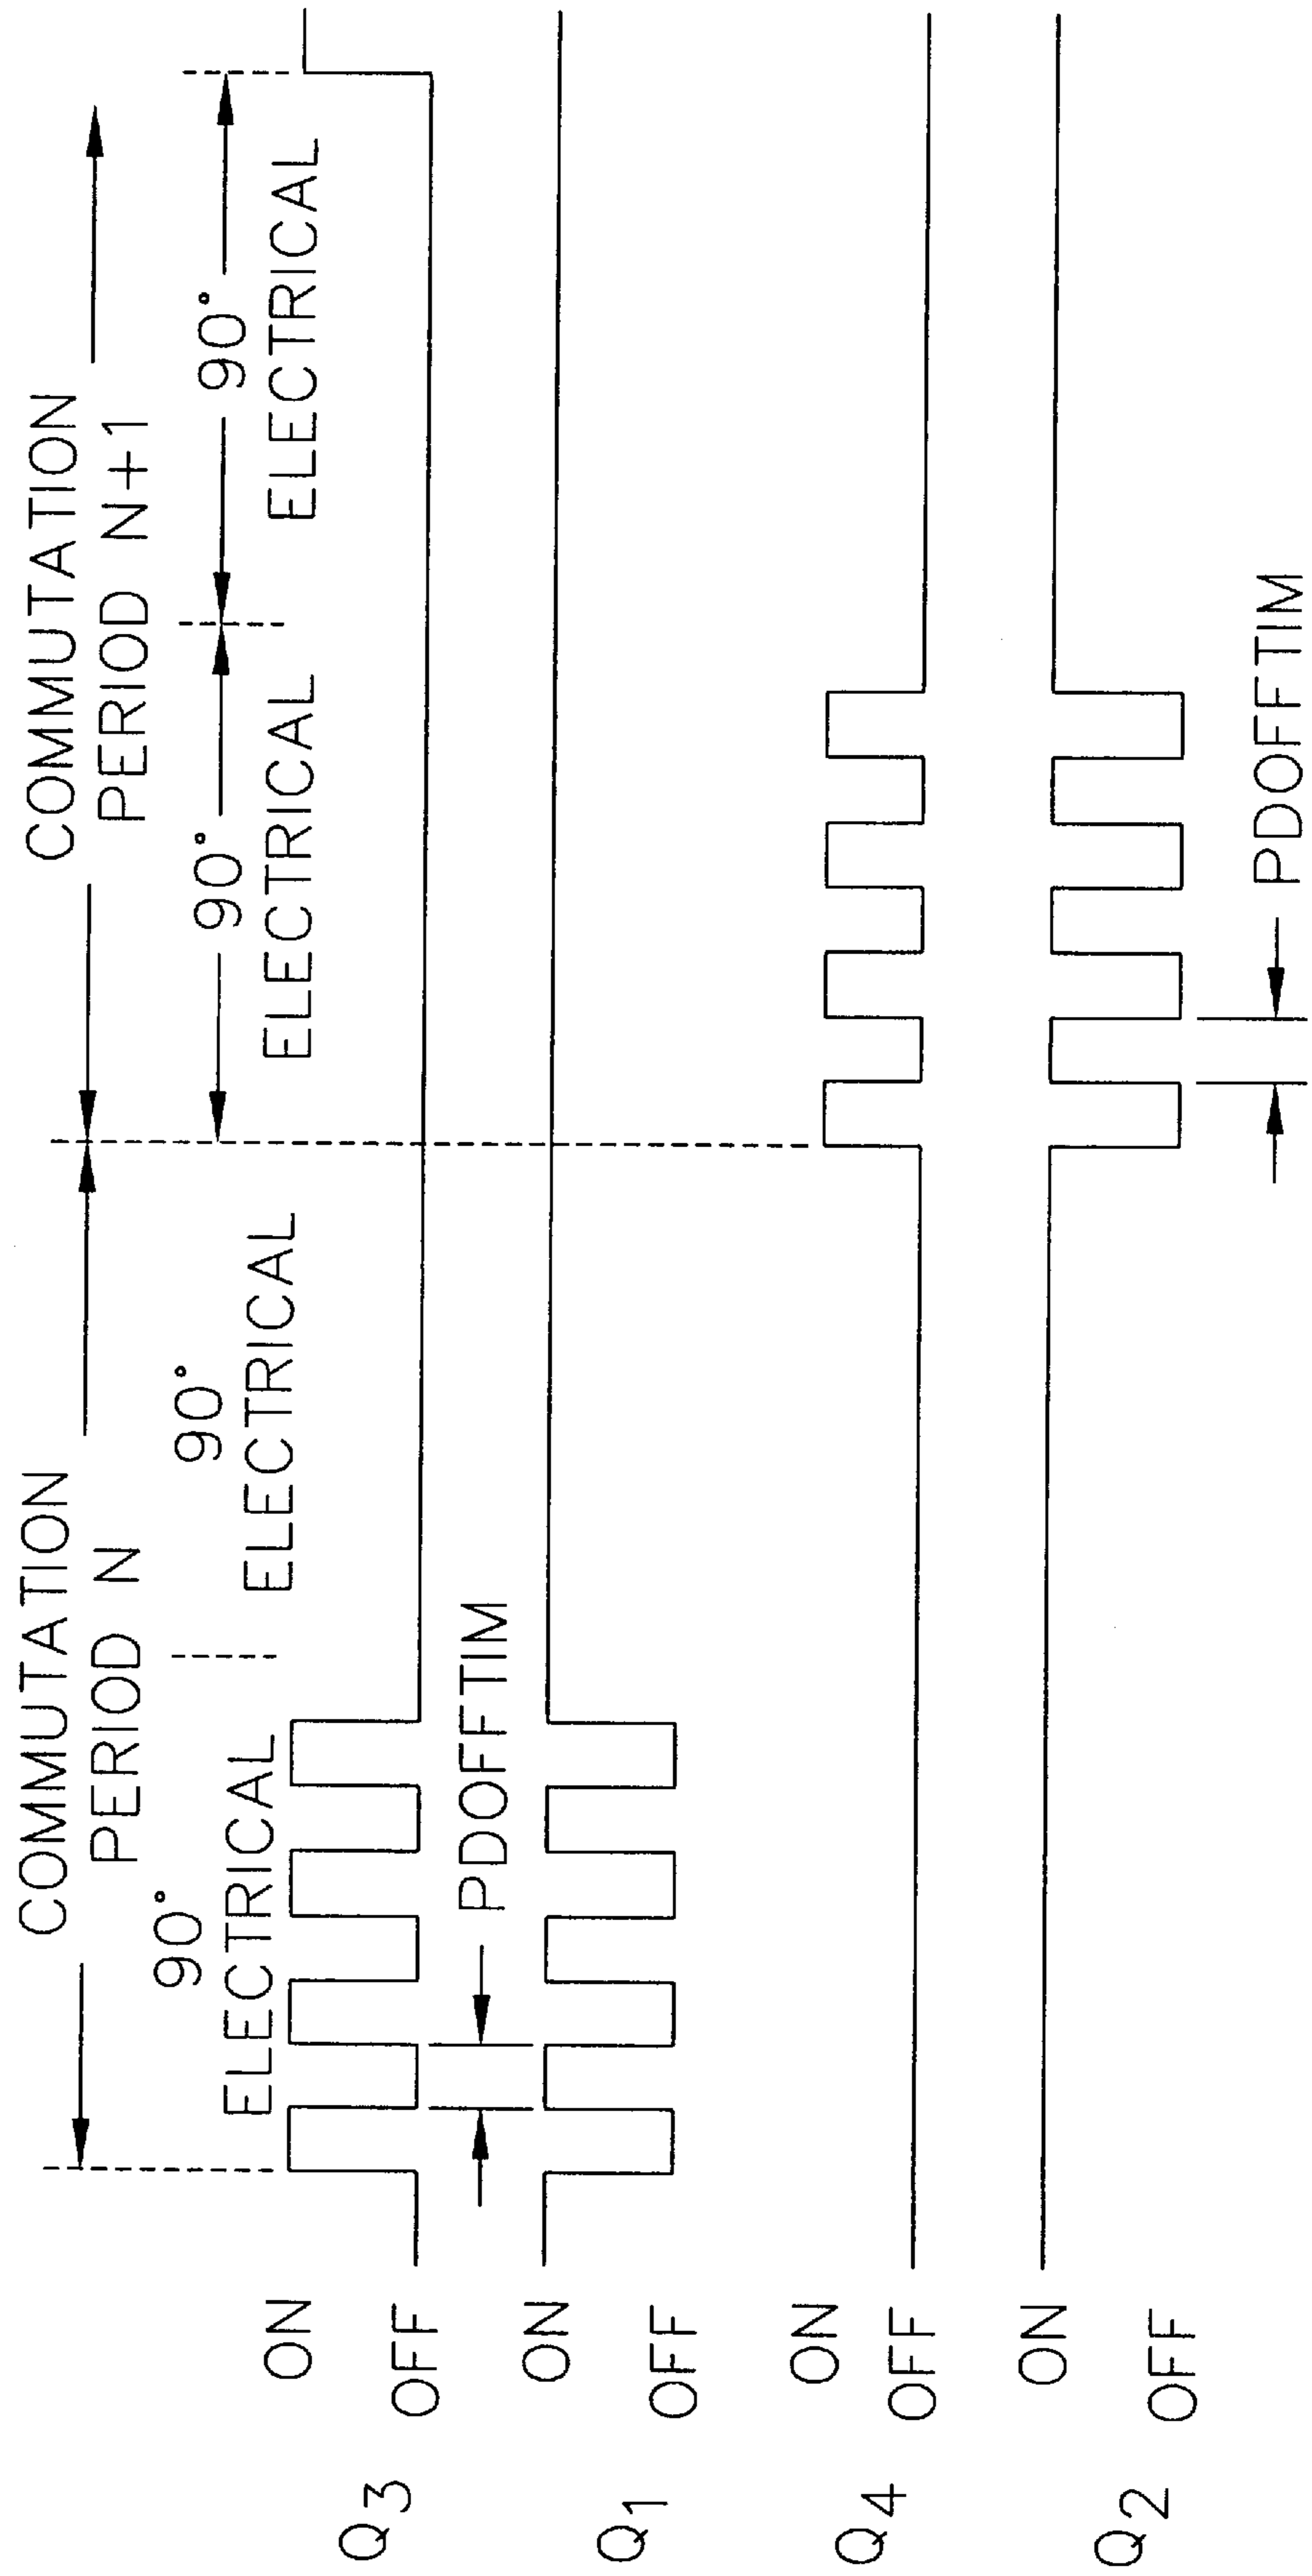 COMMUTATION
PERIOD N
COMMUTATION
PERIOD N+1
90°
ELECTRICAL
90°
ELECTRICAL
90°
ELECTRICAL
90°
ELECTRICAL
Q3
ON
OFF
PDOFFTIM
Q1
ON
OFF
Q4
ON
OFF
Q2
ON
OFF
PDOFFTIM